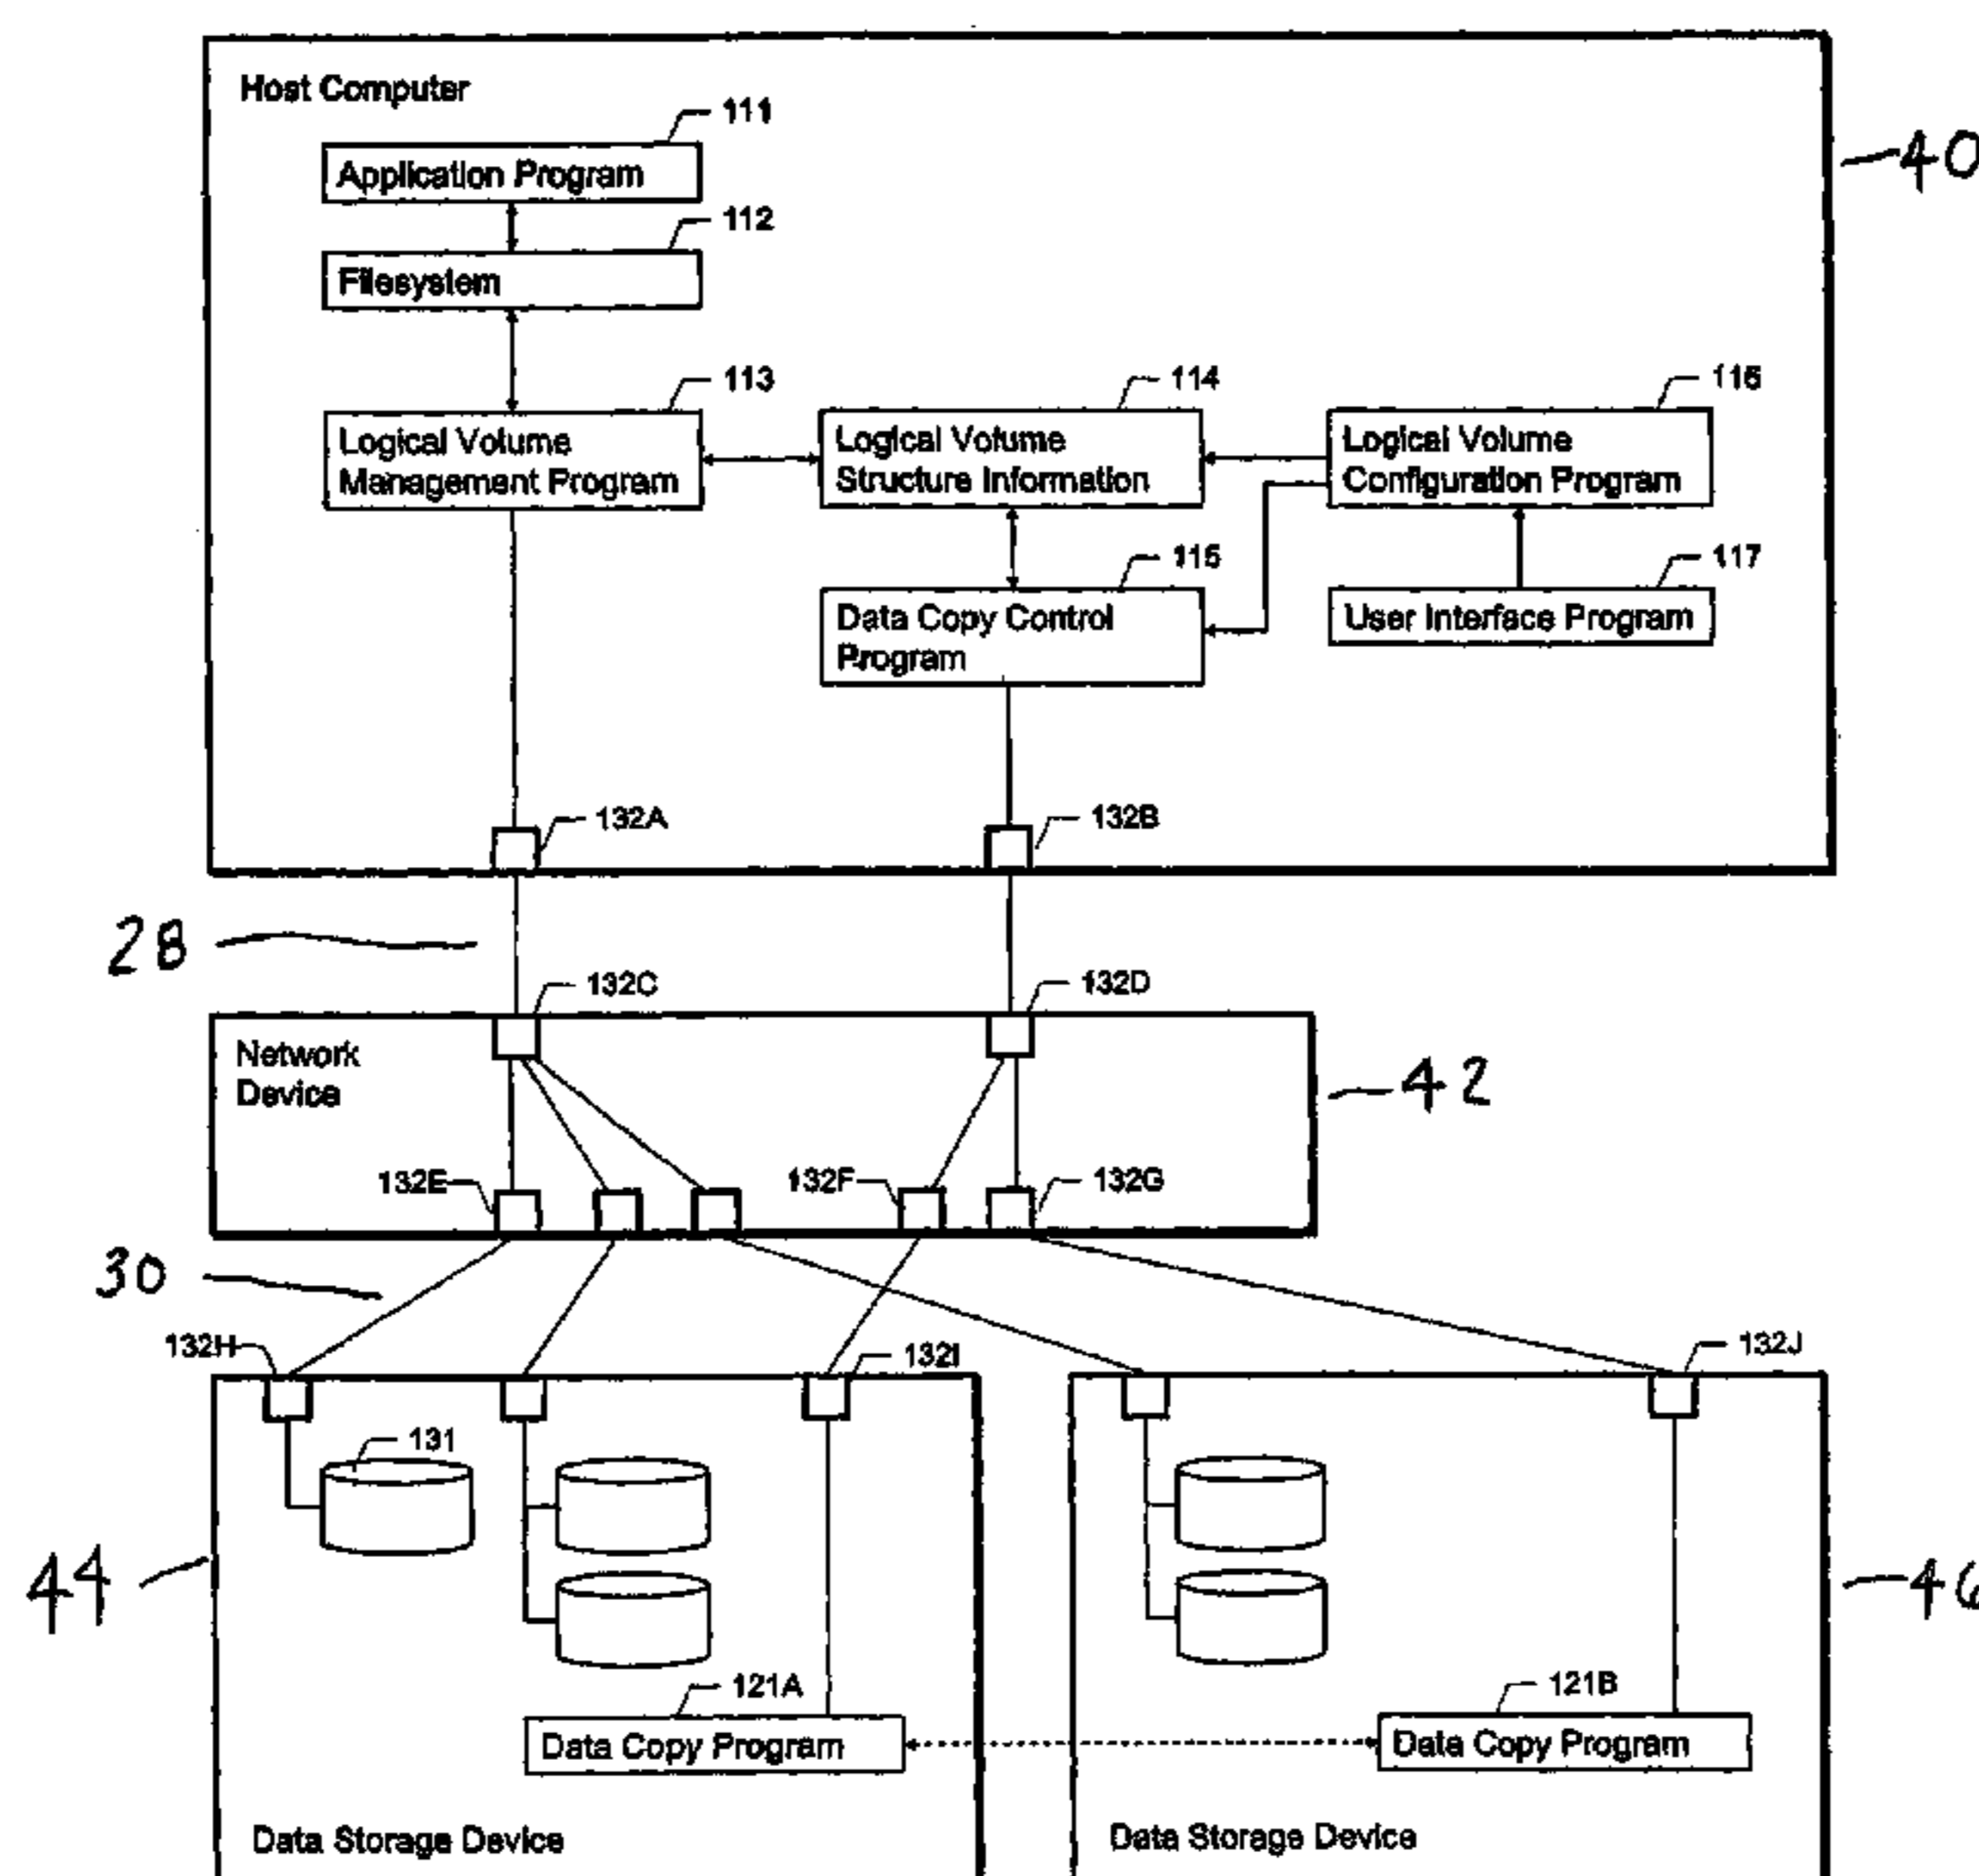 Host Computer
111
Application Program
40
112
Filesystem
113
114
116
Logical Volume
Management Program
Logical Volume
Structure Information
Logical Volume
Configuration Program
115
117
Data Copy Control
Program
User Interface Program
132A
132B
28
132C
132D
Network
Device
42
132E
132F
132G
30
132H
132I
132J
131
44
46
121A
121B
Data Copy Program
Data Copy Program
Data Storage Device
Data Storage Device